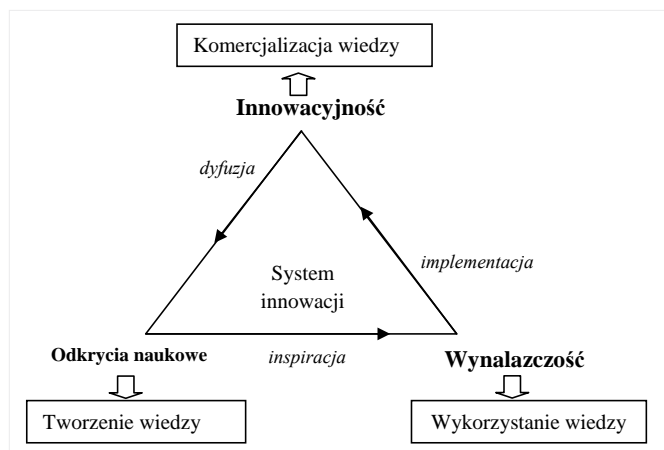 Komercjalizacja wiedzy
Innowacyjność
dyfuzja
implementacja
System
innowacji
Odkrycia naukowe
inspiracja
Wynalazczość
Tworzenie wiedzy
Wykorzystanie wiedzy